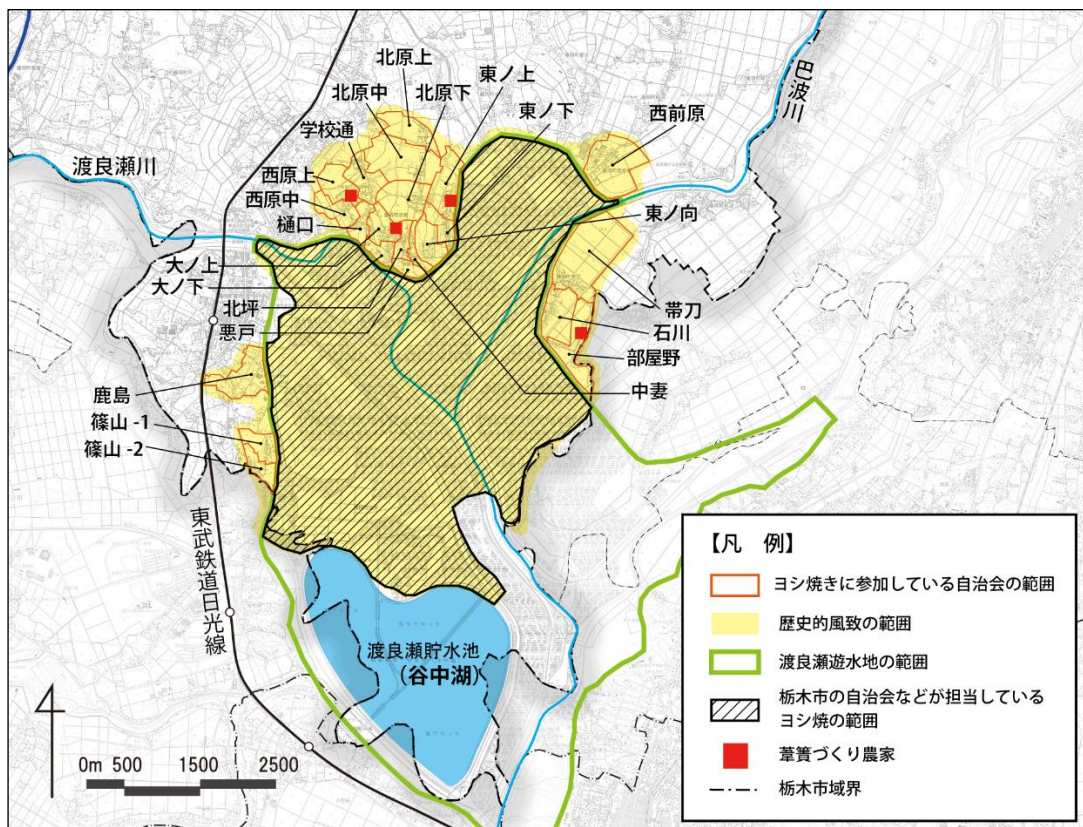 北原上
北原中
北原下
東ノ上
東ノ下
西前原
巴波川
学校通
渡良瀬川
西原上
西原中
樋口
東ノ向
大ノ上
大ノ下
北坪
悪戸
帯刀
石川
部屋野
中妻
鹿島
篠山 -1
篠山 -2
東武鉄道日光線
渡良瀬貯水池
（谷中湖）
0m 500 1500 2500
【凡　例】
ヨシ焼きに参加している自治会の範囲
歴史的風致の範囲
渡良瀬遊水地の範囲
栃木市の自治会などが担当している
ヨシ焼の範囲
葦簀づくり農家
栃木市域界